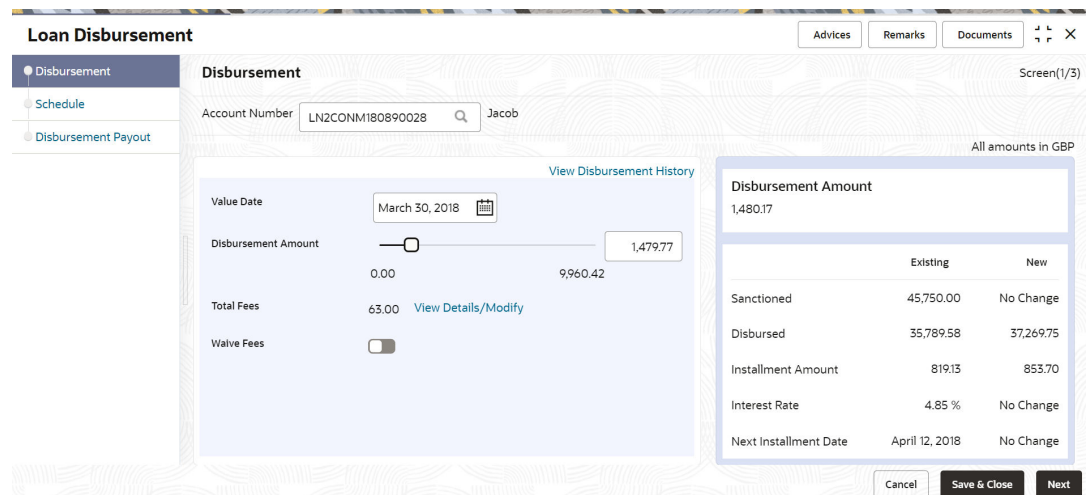 Loan Disbursement
Advices
Remarks
Documents
Disbursement
Schedule
Disbursement Payout
Disbursement
Screen(1/3)
Account Number LN2CONM180890028 Jacob
All amounts in GBP
View Disbursement History
Value Date March 30, 2018
Disbursement Amount 1,479.77
0.00 9,960.42
Total Fees 63.00 View Details/Modify
Waive Fees
Disbursement Amount
1,480.17
Existing New
Sanctioned 45,750.00 No Change
Disbursed 35,789.58 37,269.75
Installment Amount 819.13 853.70
Interest Rate 4.85 % No Change
Next Installment Date April 12, 2018 No Change
Cancel
Save & Close
Next